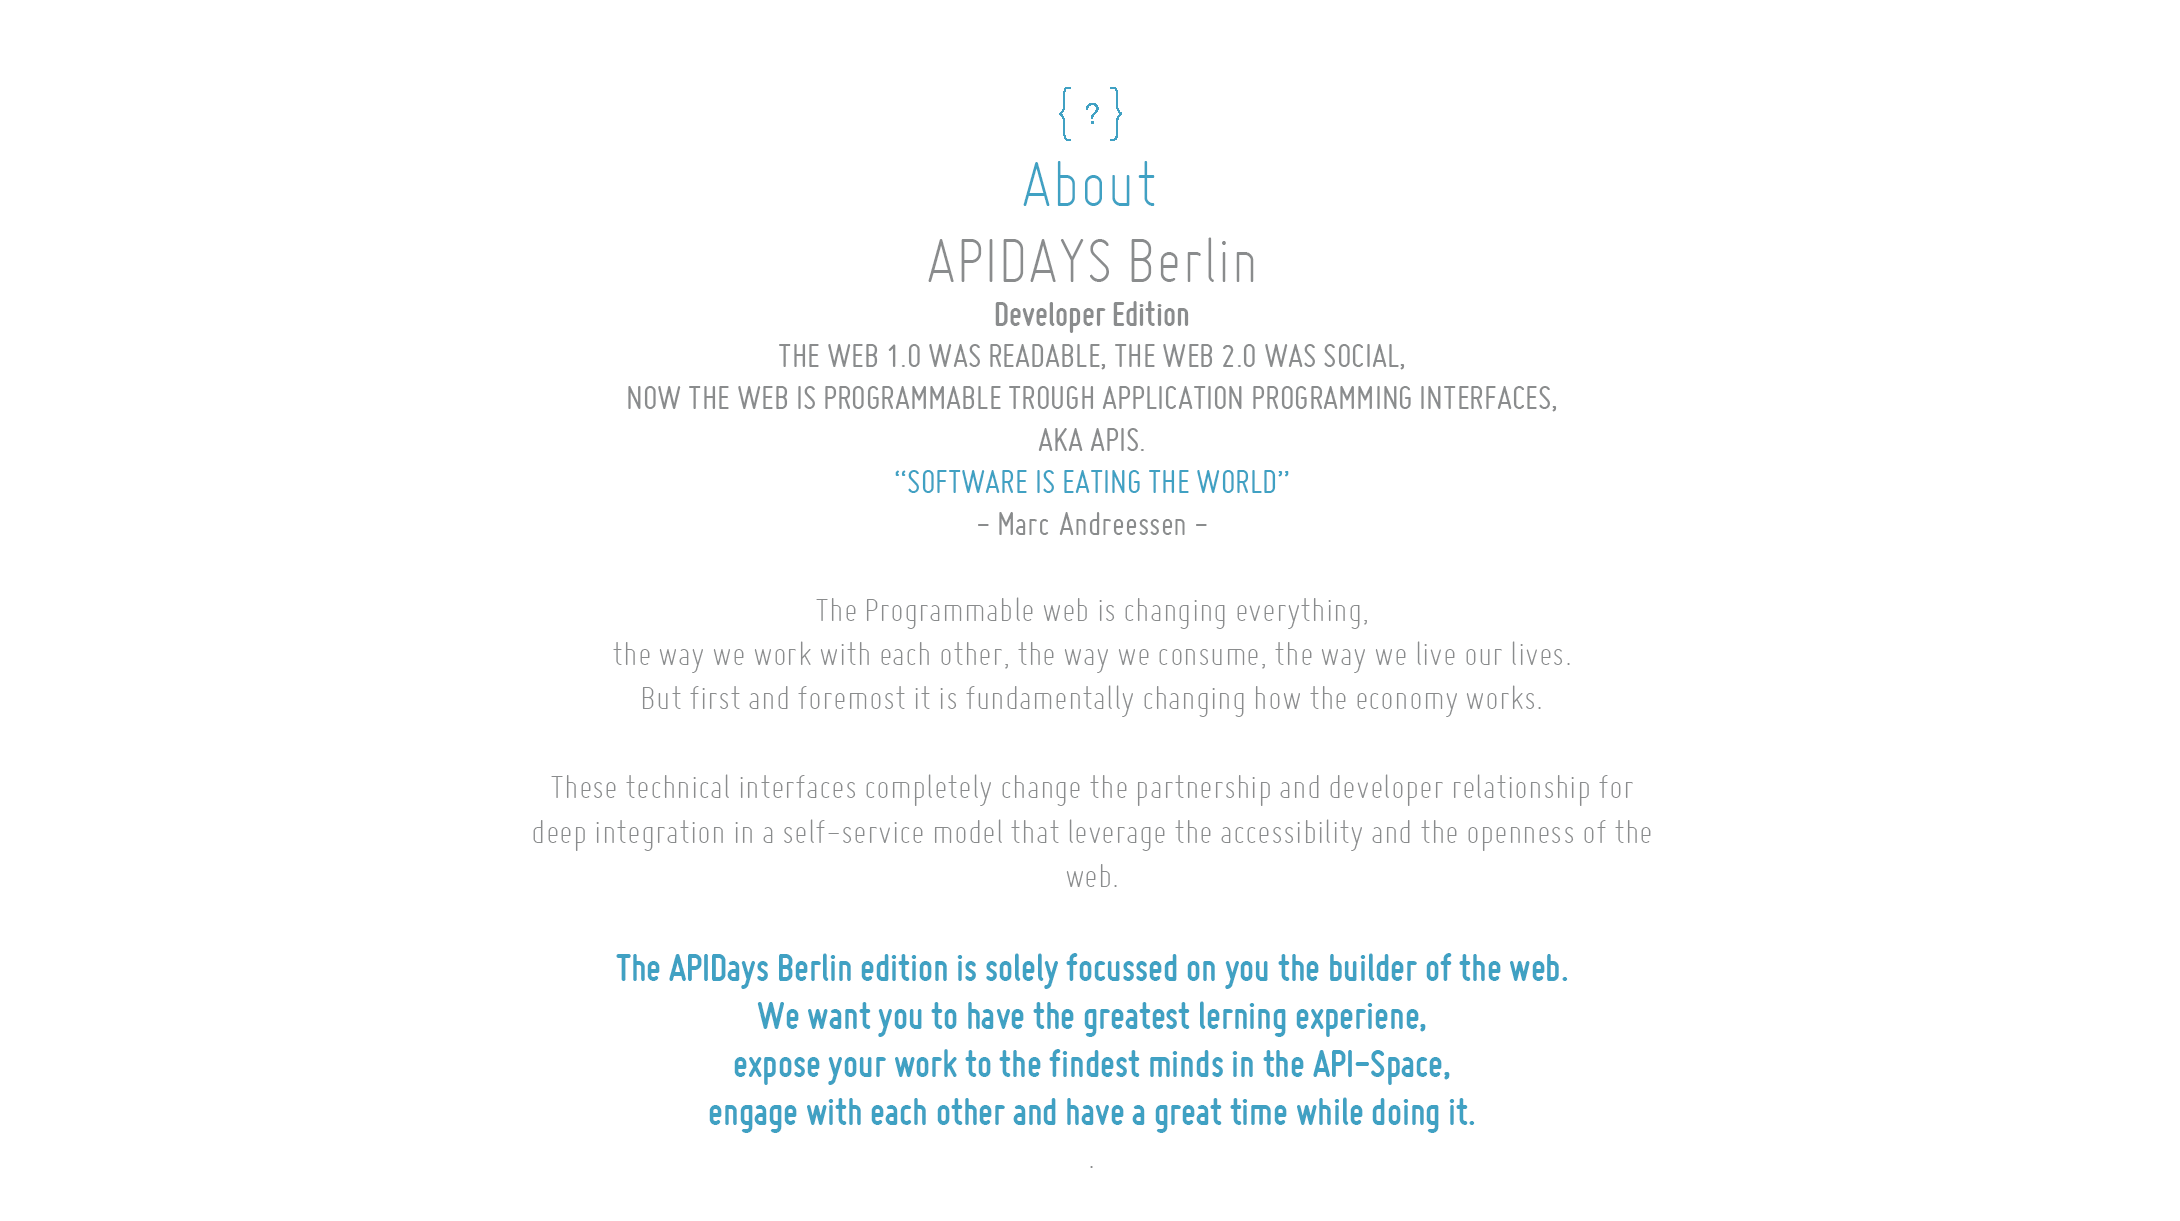 { ? }
About
APIDAYS Berlin
Developer Edition
THE WEB 1.0 WAS READABLE, THE WEB 2.0 WAS SOCIAL,
NOW THE WEB IS PROGRAMMABLE TROUGH APPLICATION PROGRAMMING INTERFACES,
AKA APIS.
“SOFTWARE IS EATING THE WORLD”
- Marc Andreessen -
The Programmable web is changing everything,
the way we work with each other, the way we consume, the way we live our lives.
But first and foremost it is fundamentally changing how the economy works.
These technical interfaces completely change the partnership and developer relationship for
deep integration in a self-service model that leverage the accessibility and the openness of the
web.
The APIDays Berlin edition is solely focussed on you the builder of the web.
We want you to have the greatest lerning experiene,
expose your work to the findest minds in the API-Space,
engage with each other and have a great time while doing it.
.